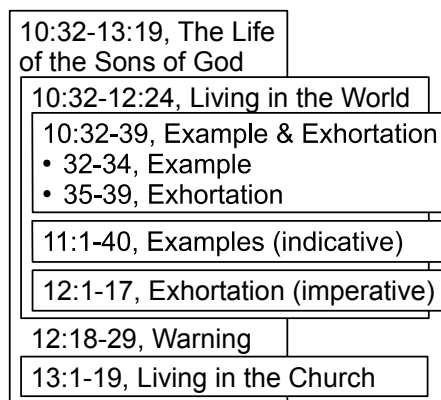 10:32-13:19, The Life
of the Sons of God
10:32-12:24, Living in the World
10:32-39, Example & Exhortation
• 32-34, Example
• 35-39, Exhortation
11:1-40, Examples (indicative)
12:1-17, Exhortation (imperative)
12:18-29, Warning
13:1-19, Living in the Church